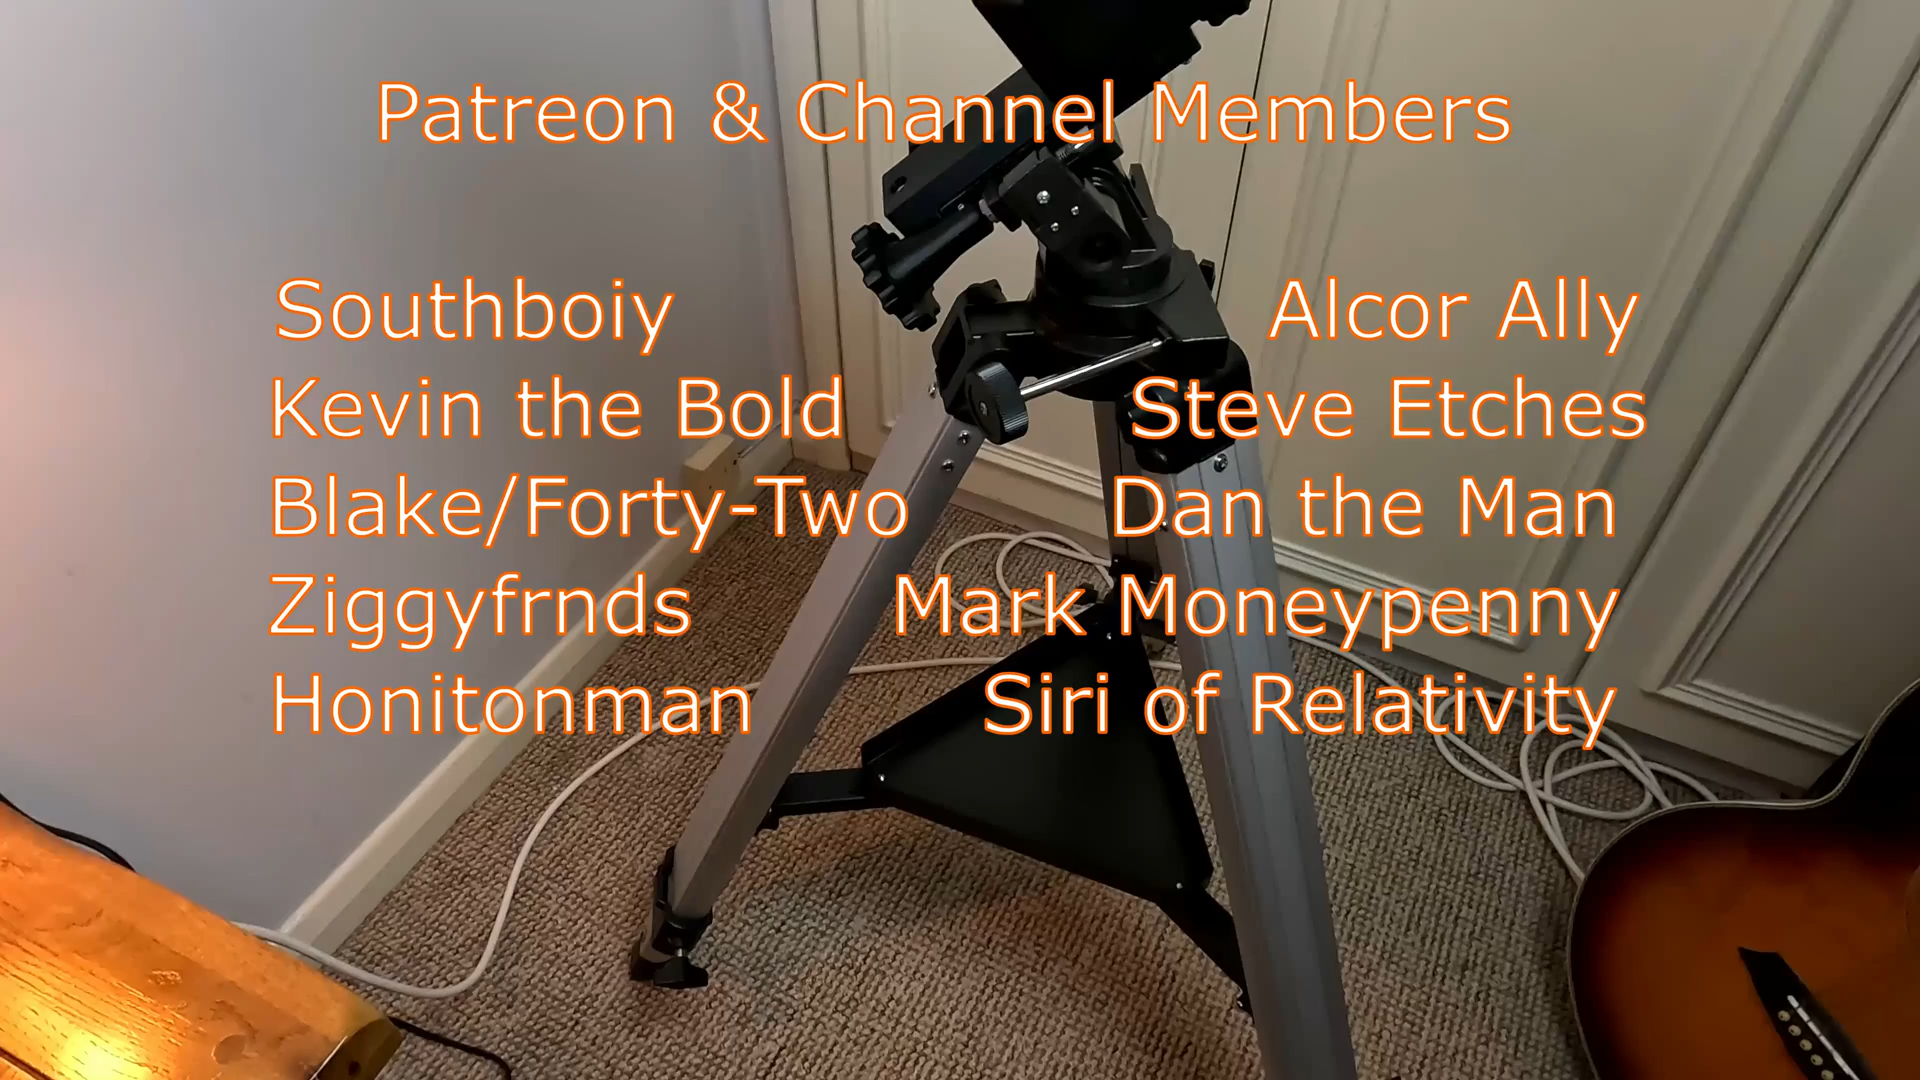 Patreon & Channel Members
Southboiy Alcor Ally
Kevin the Bold Steve Etches
Blake/Forty-Two Dan the Man
Ziggyfrnds Mark Moneypenny
Honitonman Siri of Relativity